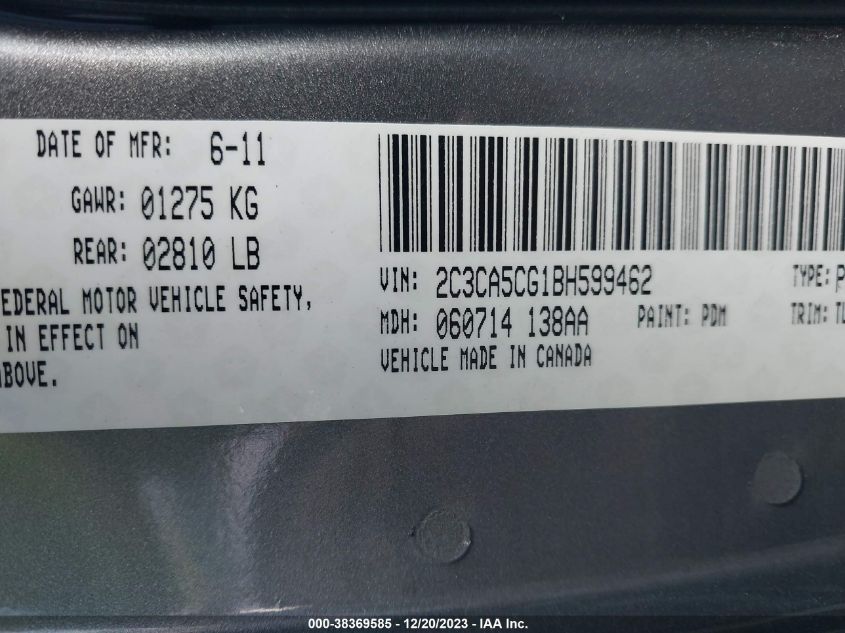 DATE OF MFR: 6-11
GAWR: 01275 KG
REAR: 02810 LB
EDERAL MOTOR VEHICLE SAFETY,
IN EFFECT ON
ABOVE.
VIN: 2C3CA5CG1BH599462
TYPE: P
MDH: 060714 138AA
PAINT: PDM
TRIM: TL
VEHICLE MADE IN CANADA
000-38369585 - 12/20/2023 - IAA Inc.